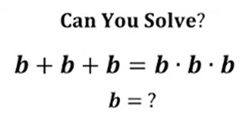 Can You Solve?
b + b + b = b · b · b
b = ?